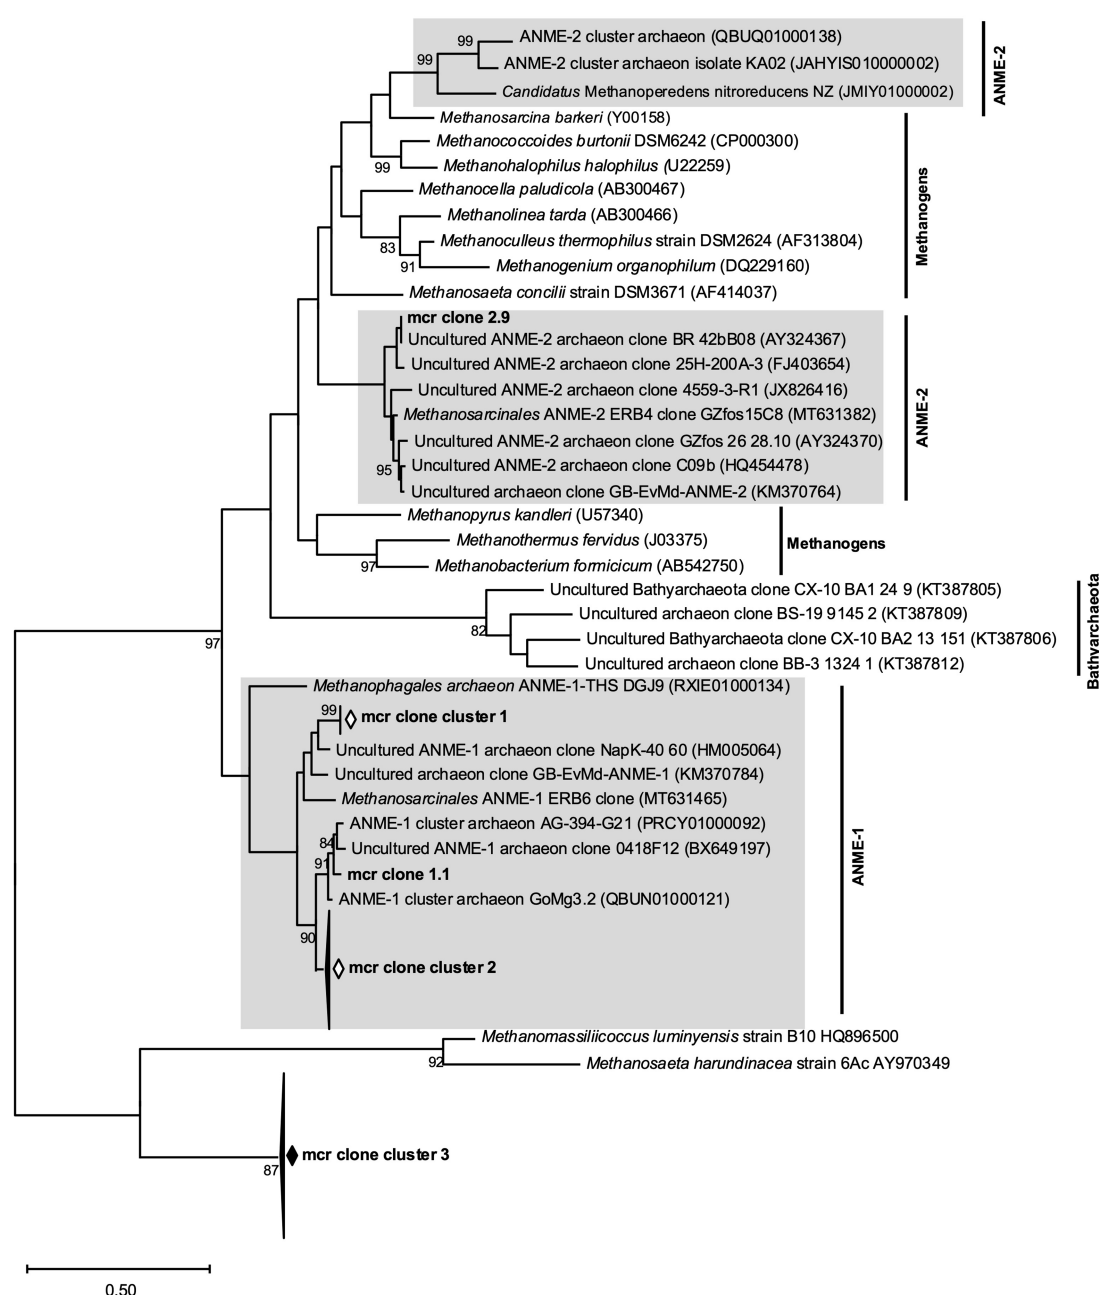 99
ANME-2 cluster archaeon (QBUQ01000138)
99
ANME-2 cluster archaeon isolate KA02 (JAHYIS010000002)
Candidatus Methanoperedens nitroreducens NZ (JMIY01000002)
ANME-2
Methanosarcina barkeri (Y00158)
Methanococcoides burtonii DSM6242 (CP000300)
99
Methanohalophilus halophilus (U22259)
Methanocella paludicola (AB300467)
Methanolinea tarda (AB300466)
83
Methanoculleus thermophilus strain DSM2624 (AF313804)
91
Methanogenium organophilum (DQ229160)
Methanosaeta concilii strain DSM3671 (AF414037)
Methanogens
mcr clone 2.9
Uncultured ANME-2 archaeon clone BR 42bB08 (AY324367)
Uncultured ANME-2 archaeon clone 25H-200A-3 (FJ403654)
Uncultured ANME-2 archaeon clone 4559-3-R1 (JX826416)
Methanosarcinales ANME-2 ERB4 clone GZfos15C8 (MT631382)
Uncultured ANME-2 archaeon clone GZfos 26 28.10 (AY324370)
95
Uncultured ANME-2 archaeon clone C09b (HQ454478)
Uncultured archaeon clone GB-EvMd-ANME-2 (KM370764)
ANME-2
Methanopyrus kandleri (U57340)
Methanothermus fervidus (J03375)
97
Methanobacterium formicicum (AB542750)
Methanogens
Uncultured Bathyarchaeota clone CX-10 BA1 24 9 (KT387805)
Uncultured archaeon clone BS-19 9145 2 (KT387809)
82
Uncultured Bathyarchaeota clone CX-10 BA2 13 151 (KT387806)
Uncultured archaeon clone BB-3 1324 1 (KT387812)
Bathvarchaeota
97
Methanophagales archaeon ANME-1-THS DGJ9 (RXIE01000134)
99
mcr clone cluster 1
Uncultured ANME-1 archaeon clone NapK-40 60 (HM005064)
Uncultured archaeon clone GB-EvMd-ANME-1 (KM370784)
Methanosarcinales ANME-1 ERB6 clone (MT631465)
ANME-1 cluster archaeon AG-394-G21 (PRCY01000092)
84
Uncultured ANME-1 archaeon clone 0418F12 (BX649197)
91
mcr clone 1.1
ANME-1 cluster archaeon GoMg3.2 (QBUN01000121)
90
mcr clone cluster 2
ANME-1
Methanomassiliicoccus luminyensis strain B10 HQ896500
92
Methanosaeta harundinacea strain 6Ac AY970349
87
mcr clone cluster 3
0.50